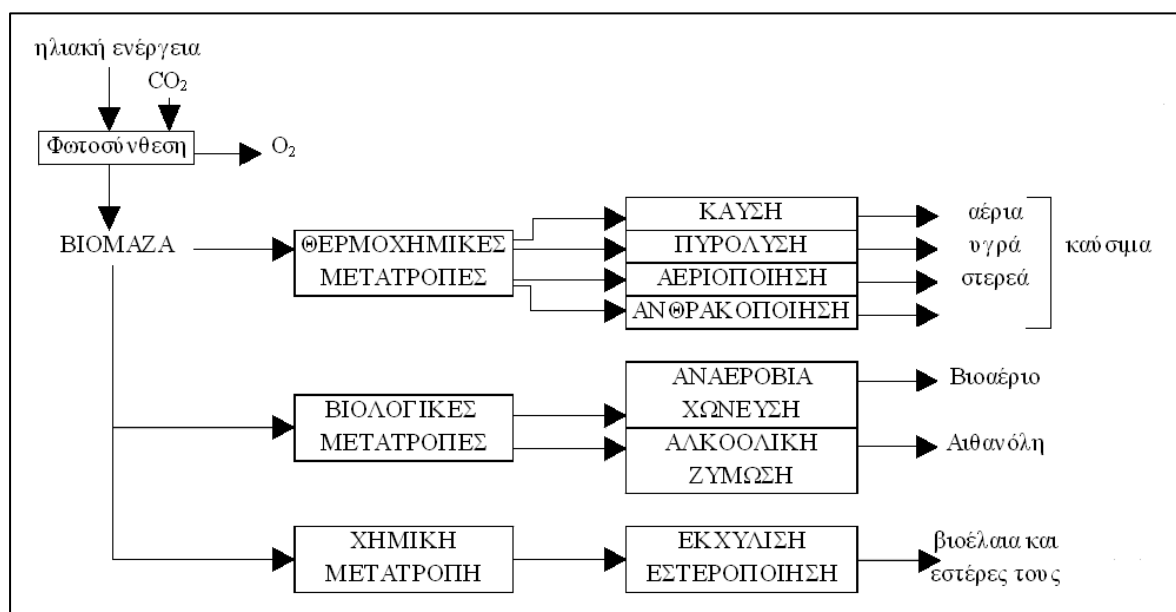 ηλιακή ενέργεια
CO2
Φωτοσύνθεση
O2
ΒΙΟΜΑΖΑ
ΘΕΡΜΟΧΗΜΙΚΕΣ
ΜΕΤΑΤΡΟΠΕΣ
ΚΑΥΣΗ
ΠΥΡΟΛΥΣΗ
ΑΕΡΙΟΠΟΙΗΣΗ
ΑΝΘΡΑΚΟΠΟΙΗΣΗ
αέρια
υγρά
στερεά
καύσιμα
ΒΙΟΛΟΓΙΚΕΣ
ΜΕΤΑΤΡΟΠΕΣ
ΑΝΑΕΡΟΒΙΑ
ΧΩΝΕΥΣΗ
ΑΛΚΟΟΛΙΚΗ
ΖΥΜΩΣΗ
Βιοαέριο
Αιθανόλη
ΧΗΜΙΚΗ
ΜΕΤΑΤΡΟΠΗ
ΕΚΧΥΛΙΣΗ
ΕΣΤΕΡΟΠΟΙΗΣΗ
βιοέλαια και
εστέρες τους